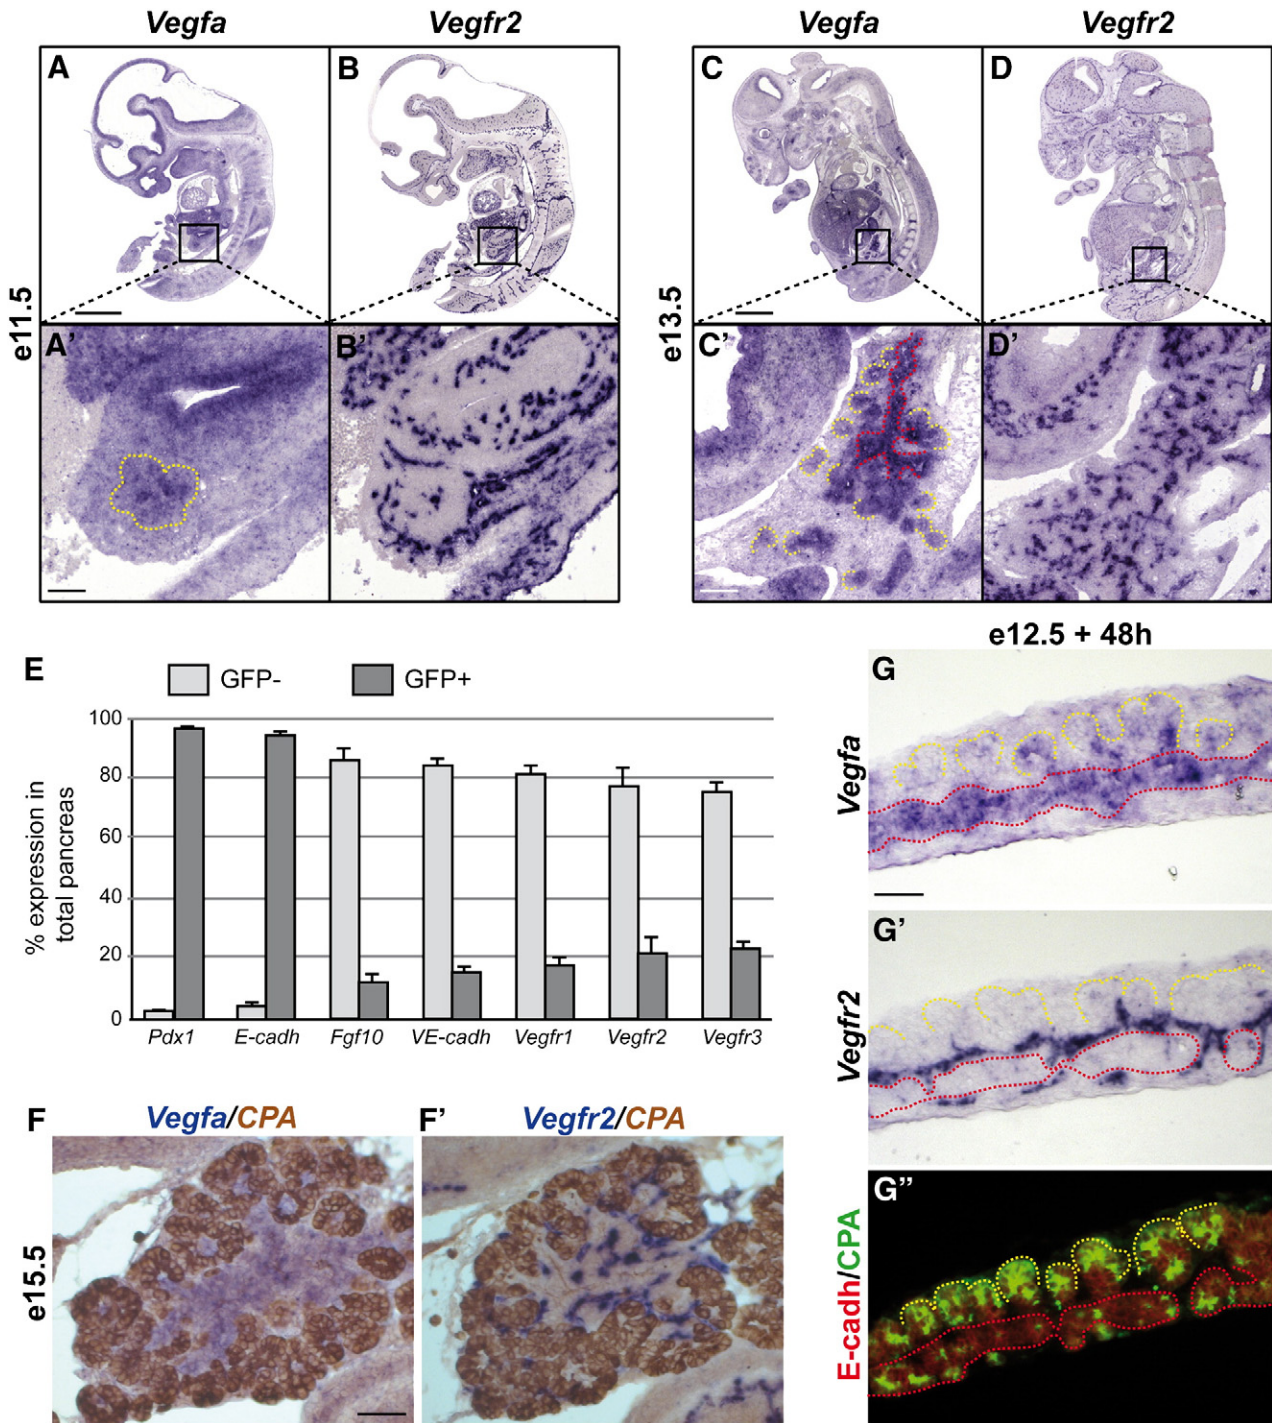 Vegfa
Vegfr2
Vegfa
Vegfr2
A
B
C
D
e11.5
e13.5
A'
B'
C'
D'
E
GFP-
GFP+
% expression in
total pancreas
100
80
60
40
20
0
Pdx1
E-cadh
Fgf10
VE-cadh
Vegfr1
Vegfr2
Vegfr3
e12.5 + 48h
G
Vegfa
G'
Vegfr2
G"
E-cadh/CPA
F
Vegfa/CPA
F'
Vegfr2/CPA
e15.5